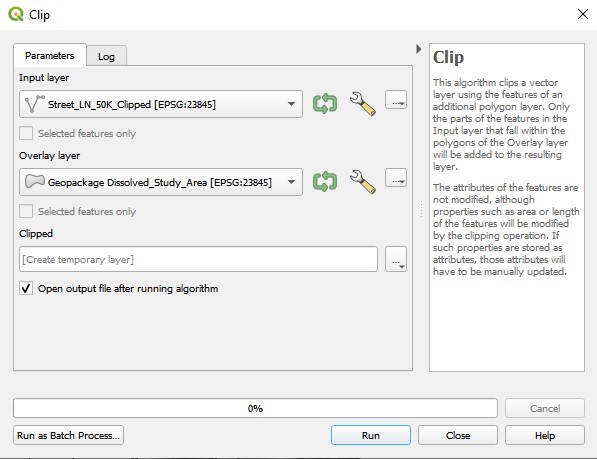 Clip
Parameters
Log
Input layer
Street_LN_50K_Clipped [EPSG:23845]
...
Selected features only
Overlay layer
Geopackage Dissolved_Study_Area [EPSG:23845]
...
Selected features only
Clipped
[Create temporary layer]
...
Open output file after running algorithm
Clip
This algorithm clips a vector
layer using the features of an
additional polygon layer. Only
the parts of the features in the
Input layer that fall within the
polygons of the Overlay layer
will be added to the resulting
layer.
The attributes of the features are
not modified, although
properties such as area or length
of the features will be modified
by the clipping operation. If
such properties are stored as
attributes, those attributes will
have to be manually updated.
0%
Cancel
Run as Batch Process...
Run
Close
Help